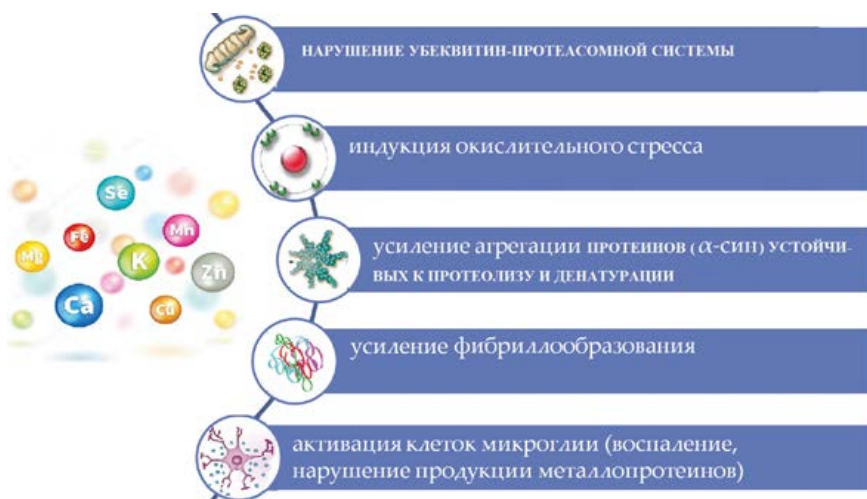 НАРУШЕНИЕ УБЕКВИТИН-ПРОТЕАСОМНОЙ СИСТЕМЫ
индукция окислительного стресса
усиление агрегации ПРОТЕИНОВ (α-син) УСТОЙЧИ-
ВЫХ К ПРОТЕОЛИЗУ И ДЕНАТУРАЦИИ
усиление фибриллообразования
активация клеток микроглии (воспаление,
нарушение продукции металлопротеинов)
Se
Fe
Mn
Mg
K
Zn
Ca
Cu